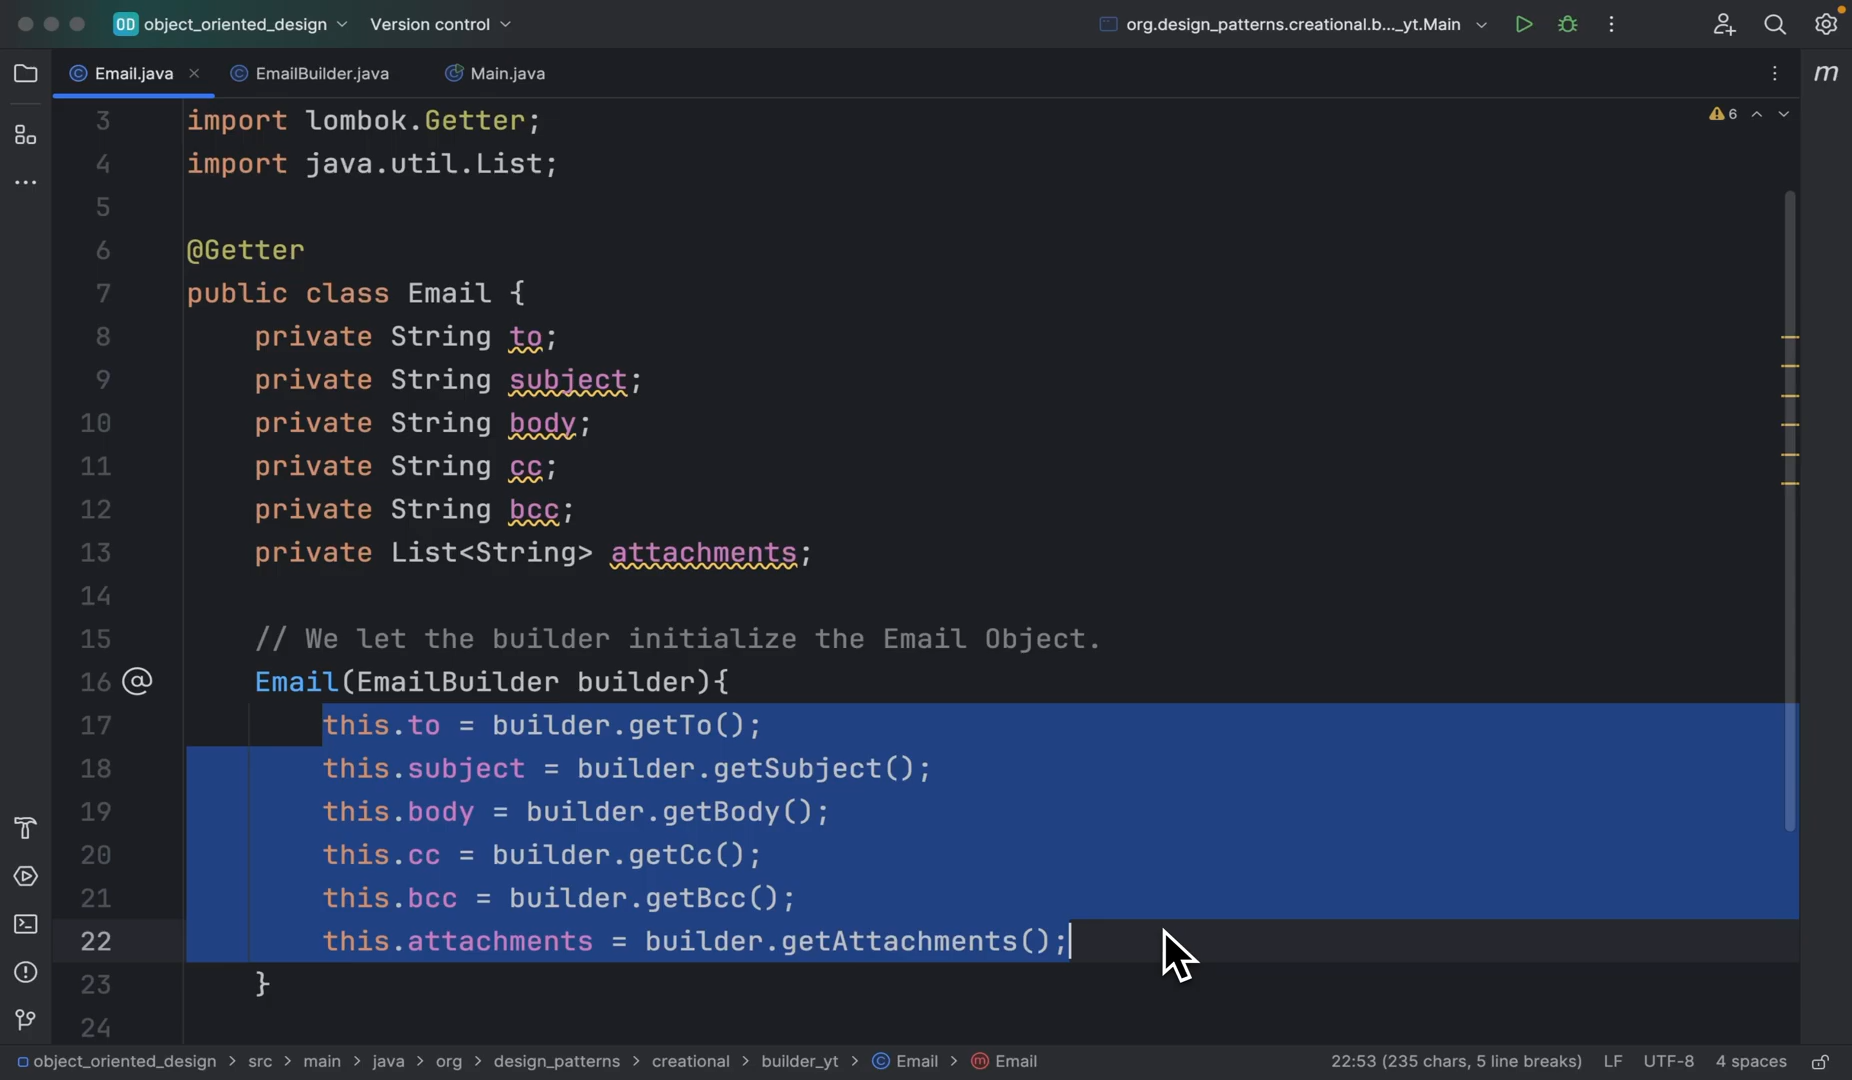 OD object_oriented_design Version control org.design_patterns.creational.b..._yt.Main
Email.java EmailBuilder.java Main.java m
3 import lombok.Getter; 6
4 import java.util.List;
5
6 @Getter
7 public class Email {
8 private String to;
9 private String subject;
10 private String body;
11 private String cc;
12 private String bcc;
13 private List<String> attachments;
14
15 // We let the builder initialize the Email Object.
16 @ Email(EmailBuilder builder){
17 this.to = builder.getTo();
18 this.subject = builder.getSubject();
19 this.body = builder.getBody();
20 this.cc = builder.getCc();
21 this.bcc = builder.getBcc();
22 this.attachments = builder.getAttachments();
23 }
24
object_oriented_design > src > main > java > org > design_patterns > creational > builder_yt > C Email > m Email 22:53 (235 chars, 5 line breaks) LF UTF-8 4 spaces